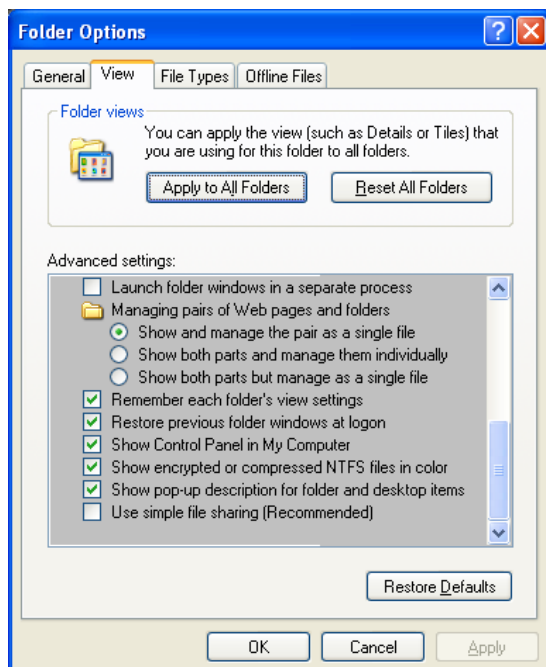 Folder Options
General View File Types Offline Files
Folder views
You can apply the view (such as Details or Tiles) that
you are using for this folder to all folders.
Apply to All Folders Reset All Folders
Advanced settings:
Launch folder windows in a separate process
Managing pairs of Web pages and folders
Show and manage the pair as a single file
Show both parts and manage them individually
Show both parts but manage as a single file
Remember each folder's view settings
Restore previous folder windows at logon
Show Control Panel in My Computer
Show encrypted or compressed NTFS files in color
Show pop-up description for folder and desktop items
Use simple file sharing (Recommended)
Restore Defaults
OK Cancel Apply